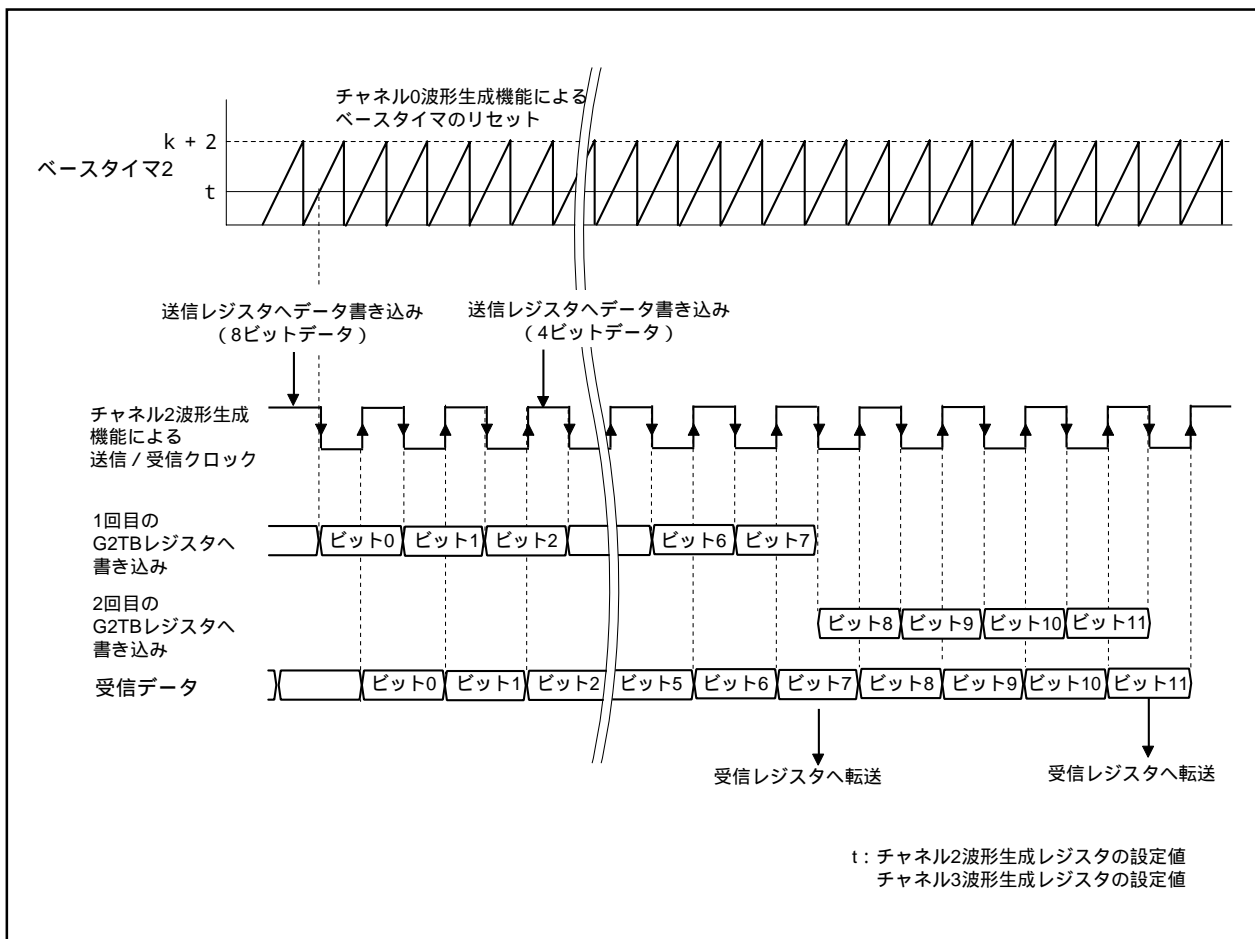 チャネル0波形生成機能による
ベースタイマのリセット
k + 2
ベースタイマ2
t
送信レジスタへデータ書き込み
(8ビットデータ)
送信レジスタへデータ書き込み
(4ビットデータ)
チャネル2波形生成
機能による
送信 / 受信クロック
1回目の
G2TBレジスタへ
書き込み
ビット0 ビット1 ビット2 ビット6 ビット7
2回目の
G2TBレジスタへ
書き込み
ビット8 ビット9 ビット10 ビット11
受信データ
ビット0 ビット1 ビット2 ビット5 ビット6 ビット7 ビット8 ビット9 ビット10 ビット11
受信レジスタへ転送
受信レジスタへ転送
t : チャネル2波形生成レジスタの設定値
チャネル3波形生成レジスタの設定値